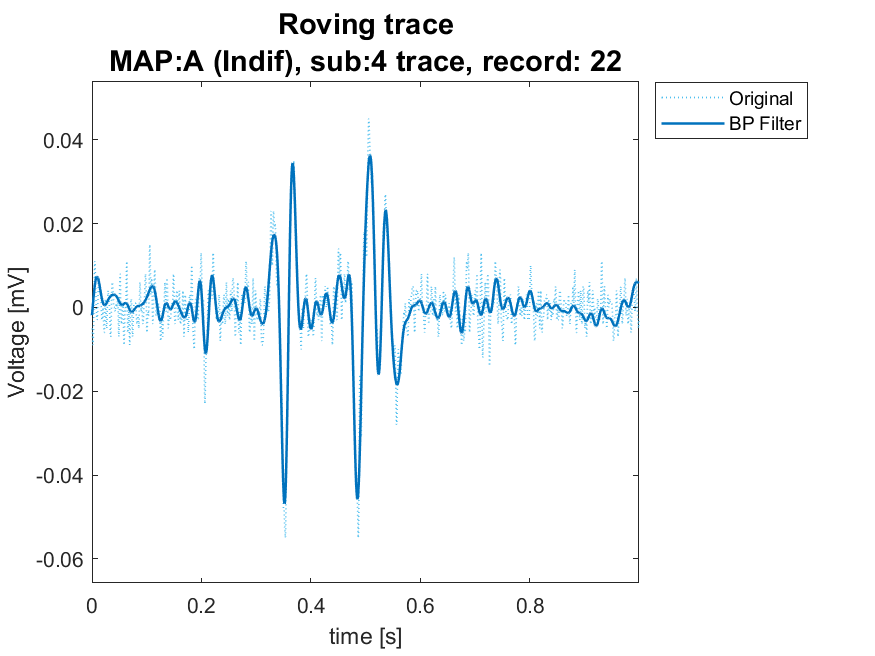 Roving trace
MAP:A (Indif), sub:4 trace, record: 22
Original
BP Filter
0.04
0.02
0
-0.02
-0.04
-0.06
Voltage [mV]
0 0.2 0.4 0.6 0.8
time [s]